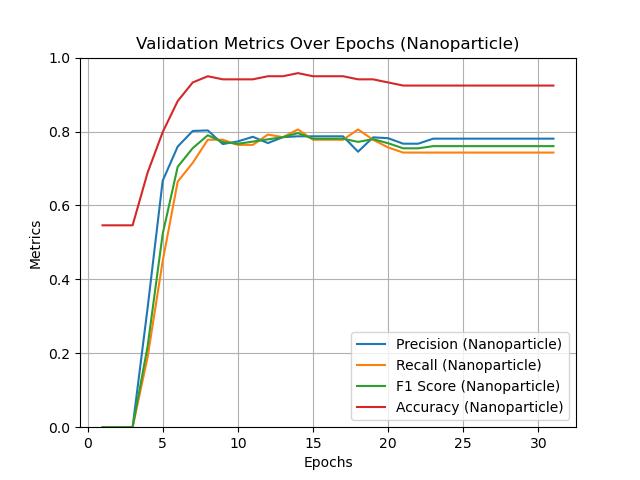 Validation Metrics Over Epochs (Nanoparticle)
1.0
0.8
0.6
0.4
0.2
0.0
Metrics
0 5 10 15 20 25 30
Epochs
Precision (Nanoparticle)
Recall (Nanoparticle)
F1 Score (Nanoparticle)
Accuracy (Nanoparticle)